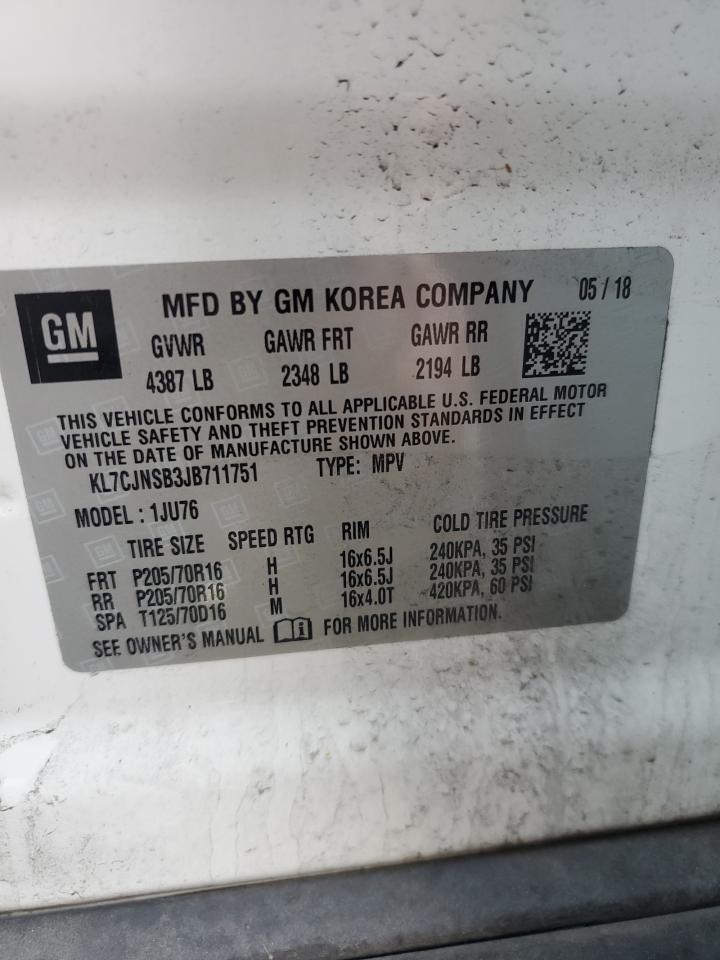 GM
MFD BY GM KOREA COMPANY 05 / 18
GVWR GAWR FRT GAWR RR
4387 LB 2348 LB 2194 LB
THIS VEHICLE CONFORMS TO ALL APPLICABLE U.S. FEDERAL MOTOR
VEHICLE SAFETY AND THEFT PREVENTION STANDARDS IN EFFECT
ON THE DATE OF MANUFACTURE SHOWN ABOVE.
KL7CJNSB3JB711751 TYPE: MPV
MODEL : 1JU76
TIRE SIZE SPEED RTG RIM COLD TIRE PRESSURE
FRT P205/70R16 H 16x6.5J 240KPA, 35 PSI
RR P205/70R16 H 16x6.5J 240KPA, 35 PSI
SPA T125/70D16 M 16x4.0T 420KPA, 60 PSI
SEE OWNER'S MANUAL i FOR MORE INFORMATION.